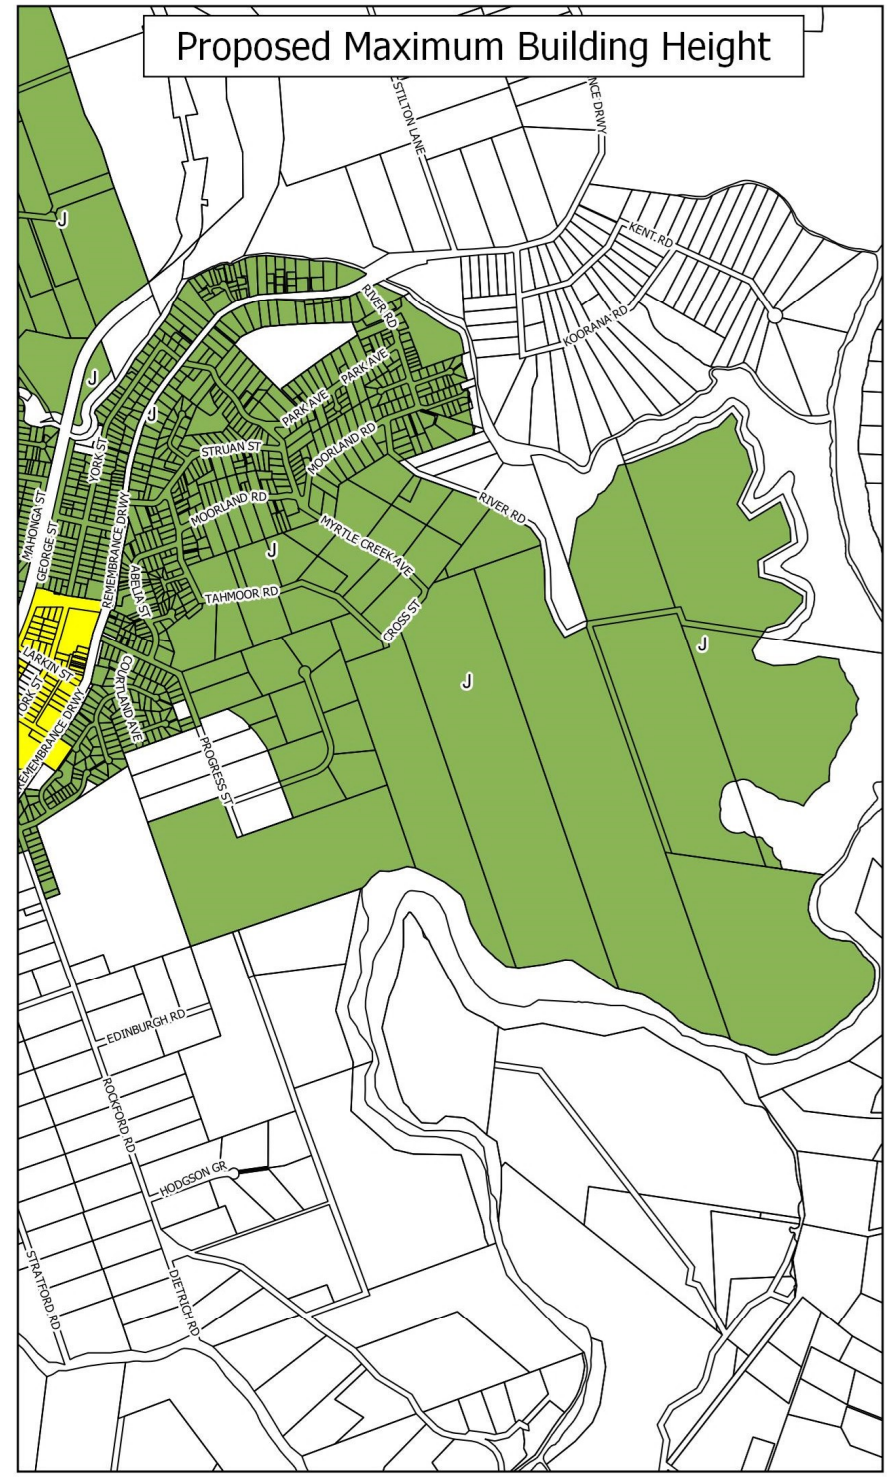 Proposed Maximum Building Height
STILTON LANE
NCE DRWY
J
KENT RD
RIVER RD
KOORANA RD
PARK AVE
J
PARK AVE
J
STRUAN ST
MOORLAND RD
YORK ST
MOORLAND RD
RIVER RD
MAHONGA ST
GEORGE ST
REMEMBRANCE DRWY
MYRTLE CREEK AVE
J
ABELIA ST
TAHMOOR RD
CROSS ST
J
LARKIN ST
J
ORK ST
COURTLAND AVE
REMEMBRANCE DRWY
PROGRESS ST
EDINBURGH RD
ROCKFORD RD
HODGSON GR
STRATFORD RD
DIETRICH RD